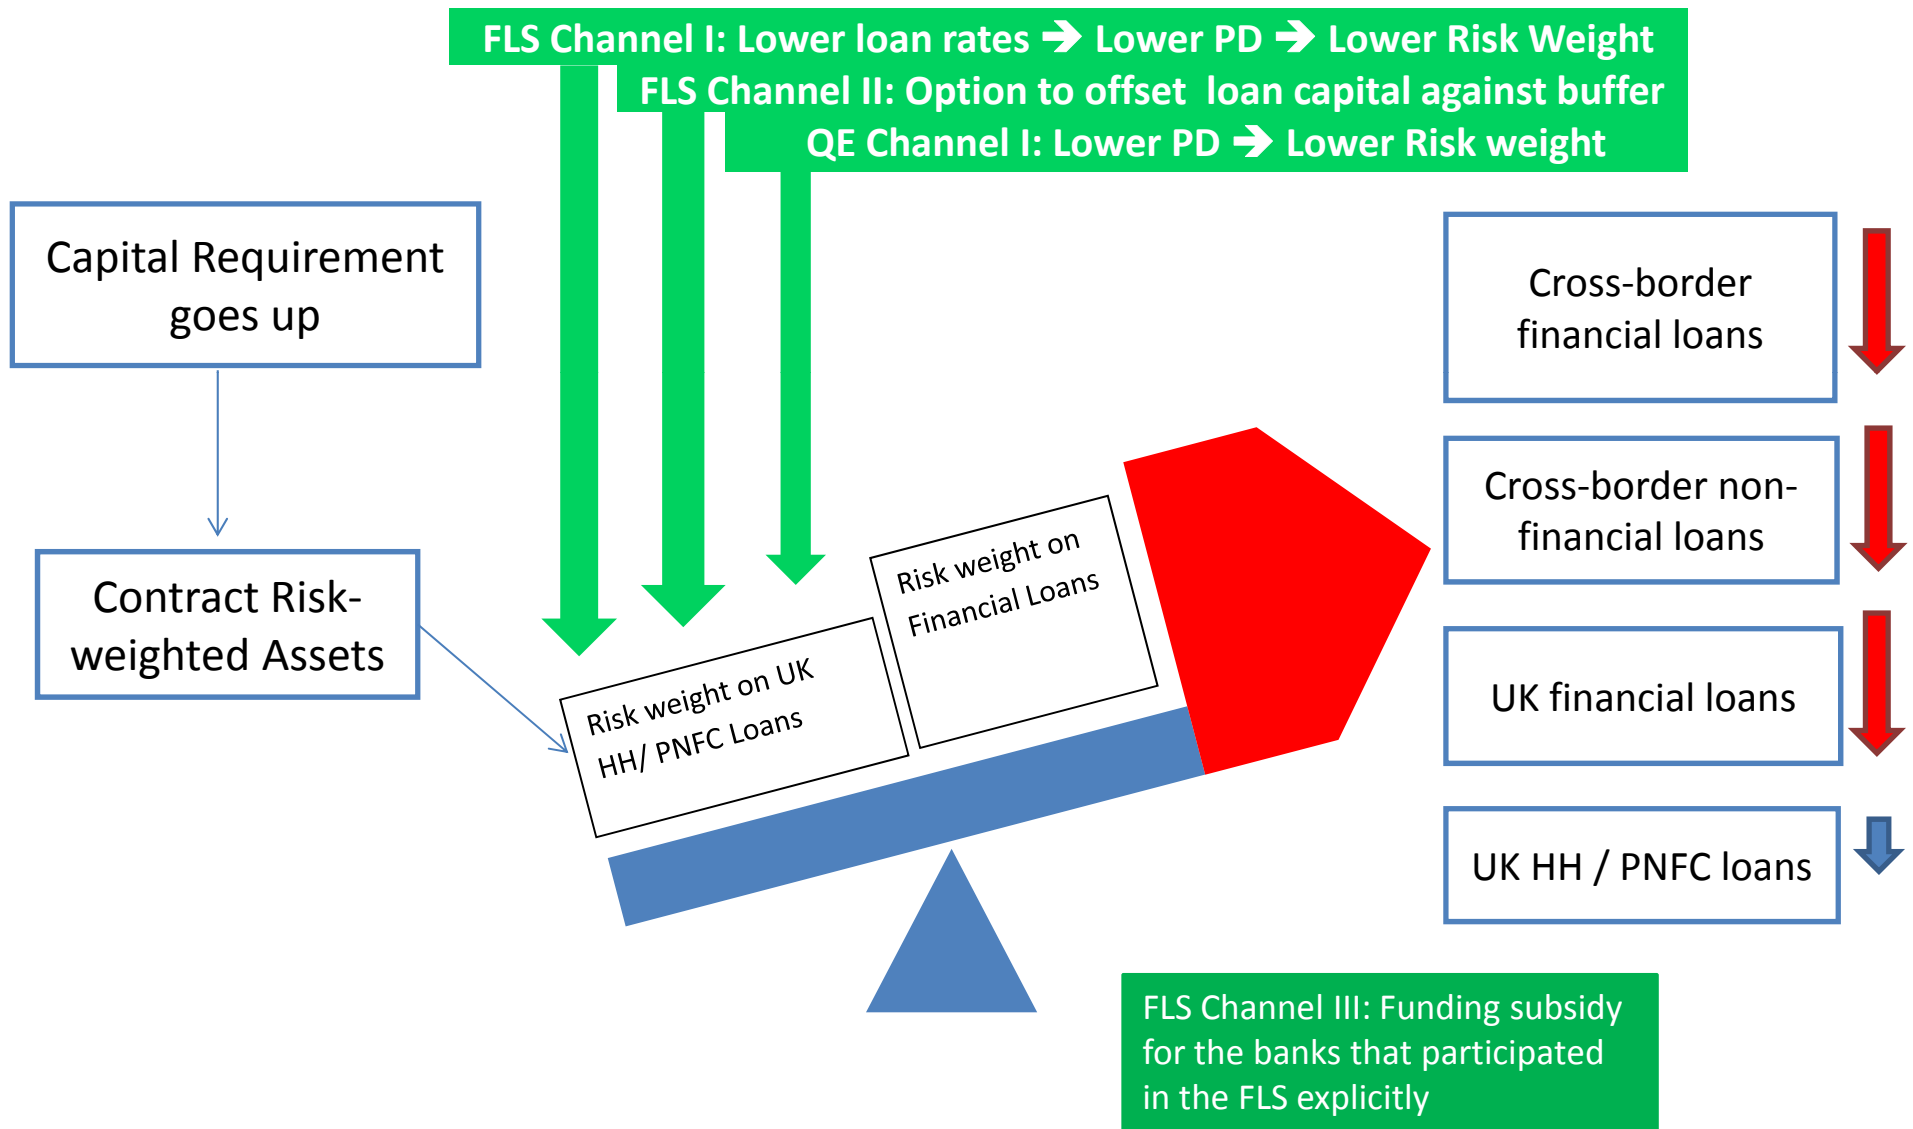 FLS Channel I: Lower loan rates ➔ Lower PD ➔ Lower Risk Weight
FLS Channel II: Option to offset loan capital against buffer
QE Channel I: Lower PD ➔ Lower Risk weight
Capital Requirement
goes up
Contract Risk-
weighted Assets
Risk weight on UK
HH/ PNFC Loans
Risk weight on
Financial Loans
Cross-border
financial loans
Cross-border non-
financial loans
UK financial loans
UK HH / PNFC loans
FLS Channel III: Funding subsidy
for the banks that participated
in the FLS explicitly